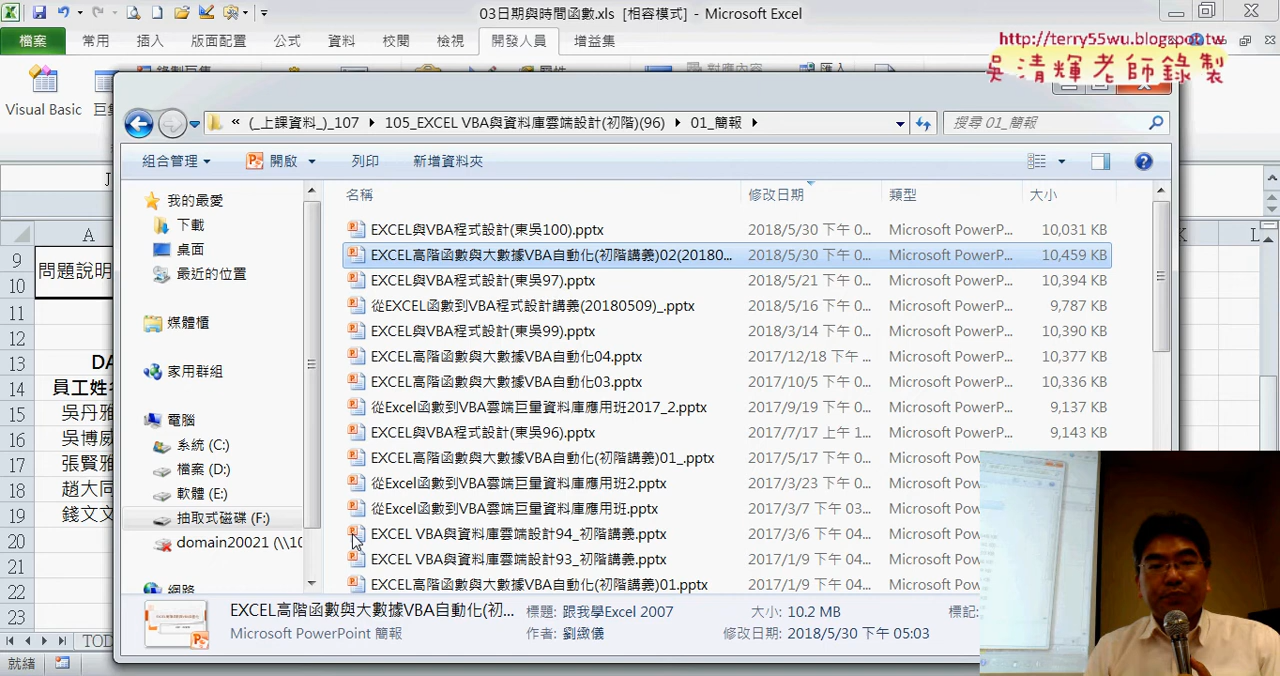 03日期與時間函數.xls [相容模式] - Microsoft Excel
檔案 常用 插入 版面配置 公式 資料 校閱 檢視 開發人員 增益集
http://terry55wu.blogspot.tw
吳清輝老師錄製
Visual Basic
« (_上課資料_)_107 ▸ 105_EXCEL VBA與資料庫雲端設計(初階)(96) ▸ 01_簡報 ▸
搜尋 01_簡報
組合管理 開啟 列印 新增資料夾
我的最愛
下載
桌面
最近的位置
媒體櫃
家用群組
電腦
系統 (C:)
檔案 (D:)
軟體 (E:)
抽取式磁碟 (F:)
domain20021 (\\10
網路
名稱 修改日期 類型 大小
EXCEL與VBA程式設計(東吳100).pptx 2018/5/30 下午 0... Microsoft PowerP... 10,031 KB
EXCEL高階函數與大數據VBA自動化(初階講義)02(20180... 2018/5/30 下午 0... Microsoft PowerP... 10,459 KB
EXCEL與VBA程式設計(東吳97).pptx 2018/5/21 下午 0... Microsoft PowerP... 10,394 KB
從EXCEL函數到VBA程式設計講義(20180509)_.pptx 2018/5/16 下午 0... Microsoft PowerP... 9,787 KB
EXCEL與VBA程式設計(東吳99).pptx 2018/3/14 下午 0... Microsoft PowerP... 10,390 KB
EXCEL高階函數與大數據VBA自動化04.pptx 2017/12/18 下午 ... Microsoft PowerP... 10,377 KB
EXCEL高階函數與大數據VBA自動化03.pptx 2017/10/5 下午 0... Microsoft PowerP... 10,336 KB
從Excel函數到VBA雲端巨量資料庫應用班2017_2.pptx 2017/9/19 下午 0... Microsoft PowerP... 9,137 KB
EXCEL與VBA程式設計(東吳96).pptx 2017/7/17 上午 1... Microsoft PowerP... 9,143 KB
EXCEL高階函數與大數據VBA自動化(初階講義)01_.pptx 2017/5/17 下午 0... Microsoft PowerP...
從Excel函數到VBA雲端巨量資料庫應用班2.pptx 2017/3/23 下午 0... Microsoft PowerP...
從Excel函數到VBA雲端巨量資料庫應用班.pptx 2017/3/7 下午 03... Microsoft PowerP...
EXCEL VBA與資料庫雲端設計94_初階講義.pptx 2017/3/6 下午 04... Microsoft PowerP...
EXCEL VBA與資料庫雲端設計93_初階講義.pptx 2017/1/9 下午 04... Microsoft PowerP...
EXCEL高階函數與大數據VBA自動化(初階講義)01.pptx 2017/1/9 下午 04... Microsoft PowerP...
EXCEL高階函數與大數據VBA自動化(初... 標題: 跟我學Excel 2007 大小: 10.2 MB 標記:
Microsoft PowerPoint 簡報 作者: 劉緻儀 修改日期: 2018/5/30 下午 05:03
A K L
9
10 問題說明
11
12
13 DA
14 員工姓名
15 吳丹雅
16 吳博威
17 張賢雅
18 趙大同
19 錢文文
20
21
22
23
TOD
就緒